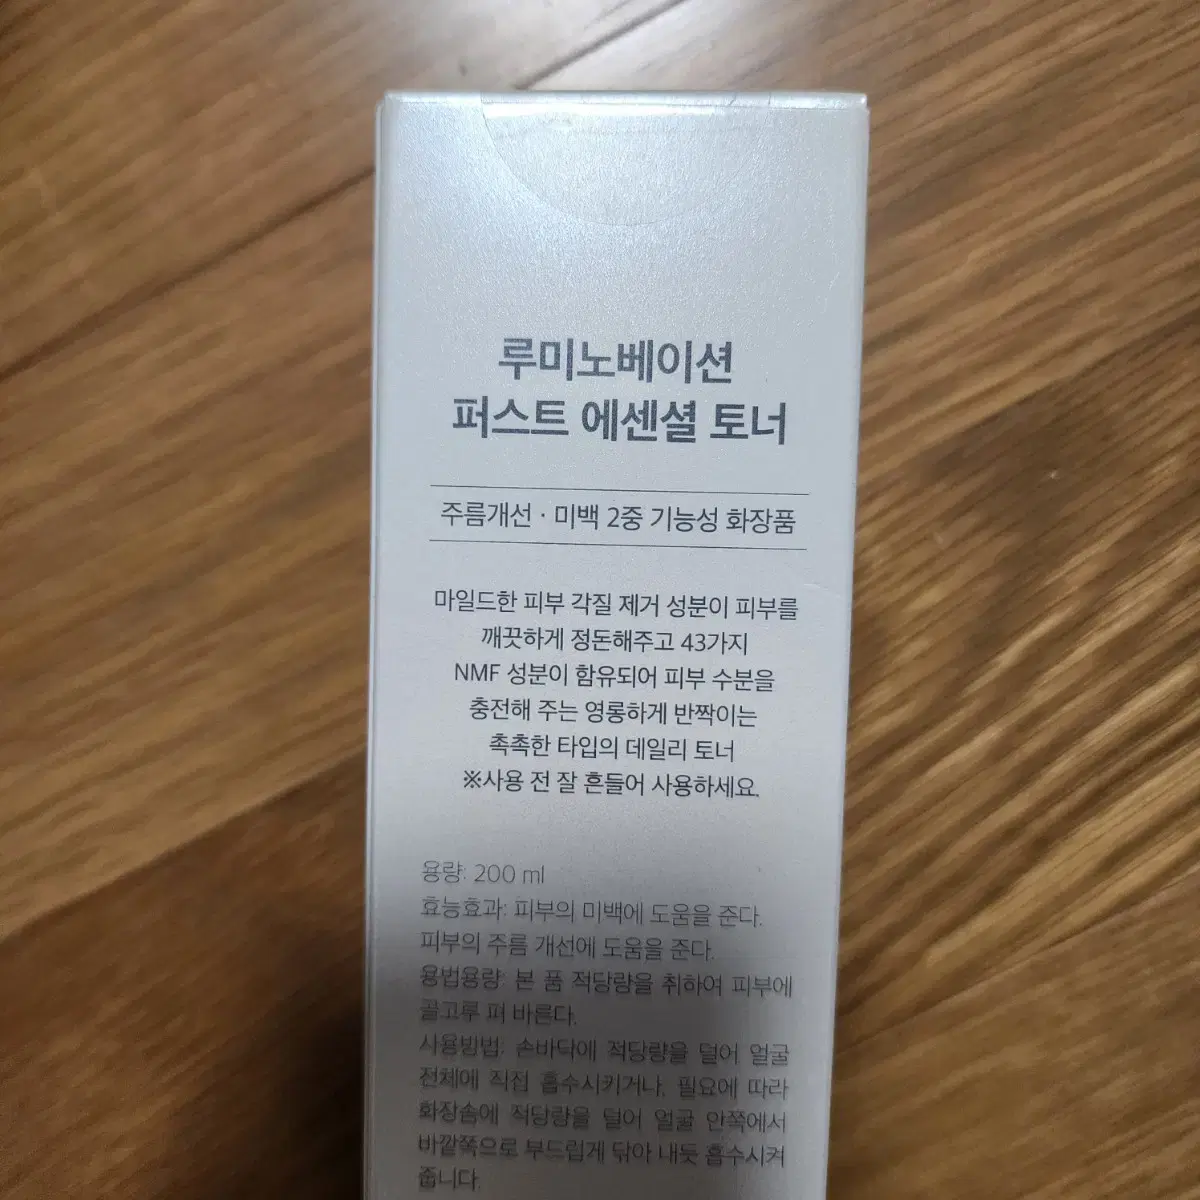 루미노베이션
퍼스트 에센셜 토너
주름개선 · 미백 2중 기능성 화장품
마일드한 피부 각질 제거 성분이 피부를
깨끗하게 정돈해주고 43가지
NMF 성분이 함유되어 피부 수분을
충전해 주는 영롱하게 반짝이는
촉촉한 타입의 데일리 토너
※사용 전 잘 흔들어 사용하세요.
용량: 200 ml
효능효과: 피부의 미백에 도움을 준다.
피부의 주름 개선에 도움을 준다.
용법용량: 본 품 적당량을 취하여 피부에
골고루 펴 바른다.
사용방법: 손바닥에 적당량을 덜어 얼굴
전체에 직접 흡수시키거나, 필요에 따라
화장솜에 적당량을 덜어 얼굴 안쪽에서
바깥쪽으로 부드럽게 닦아 내듯 흡수시켜
줍니다.